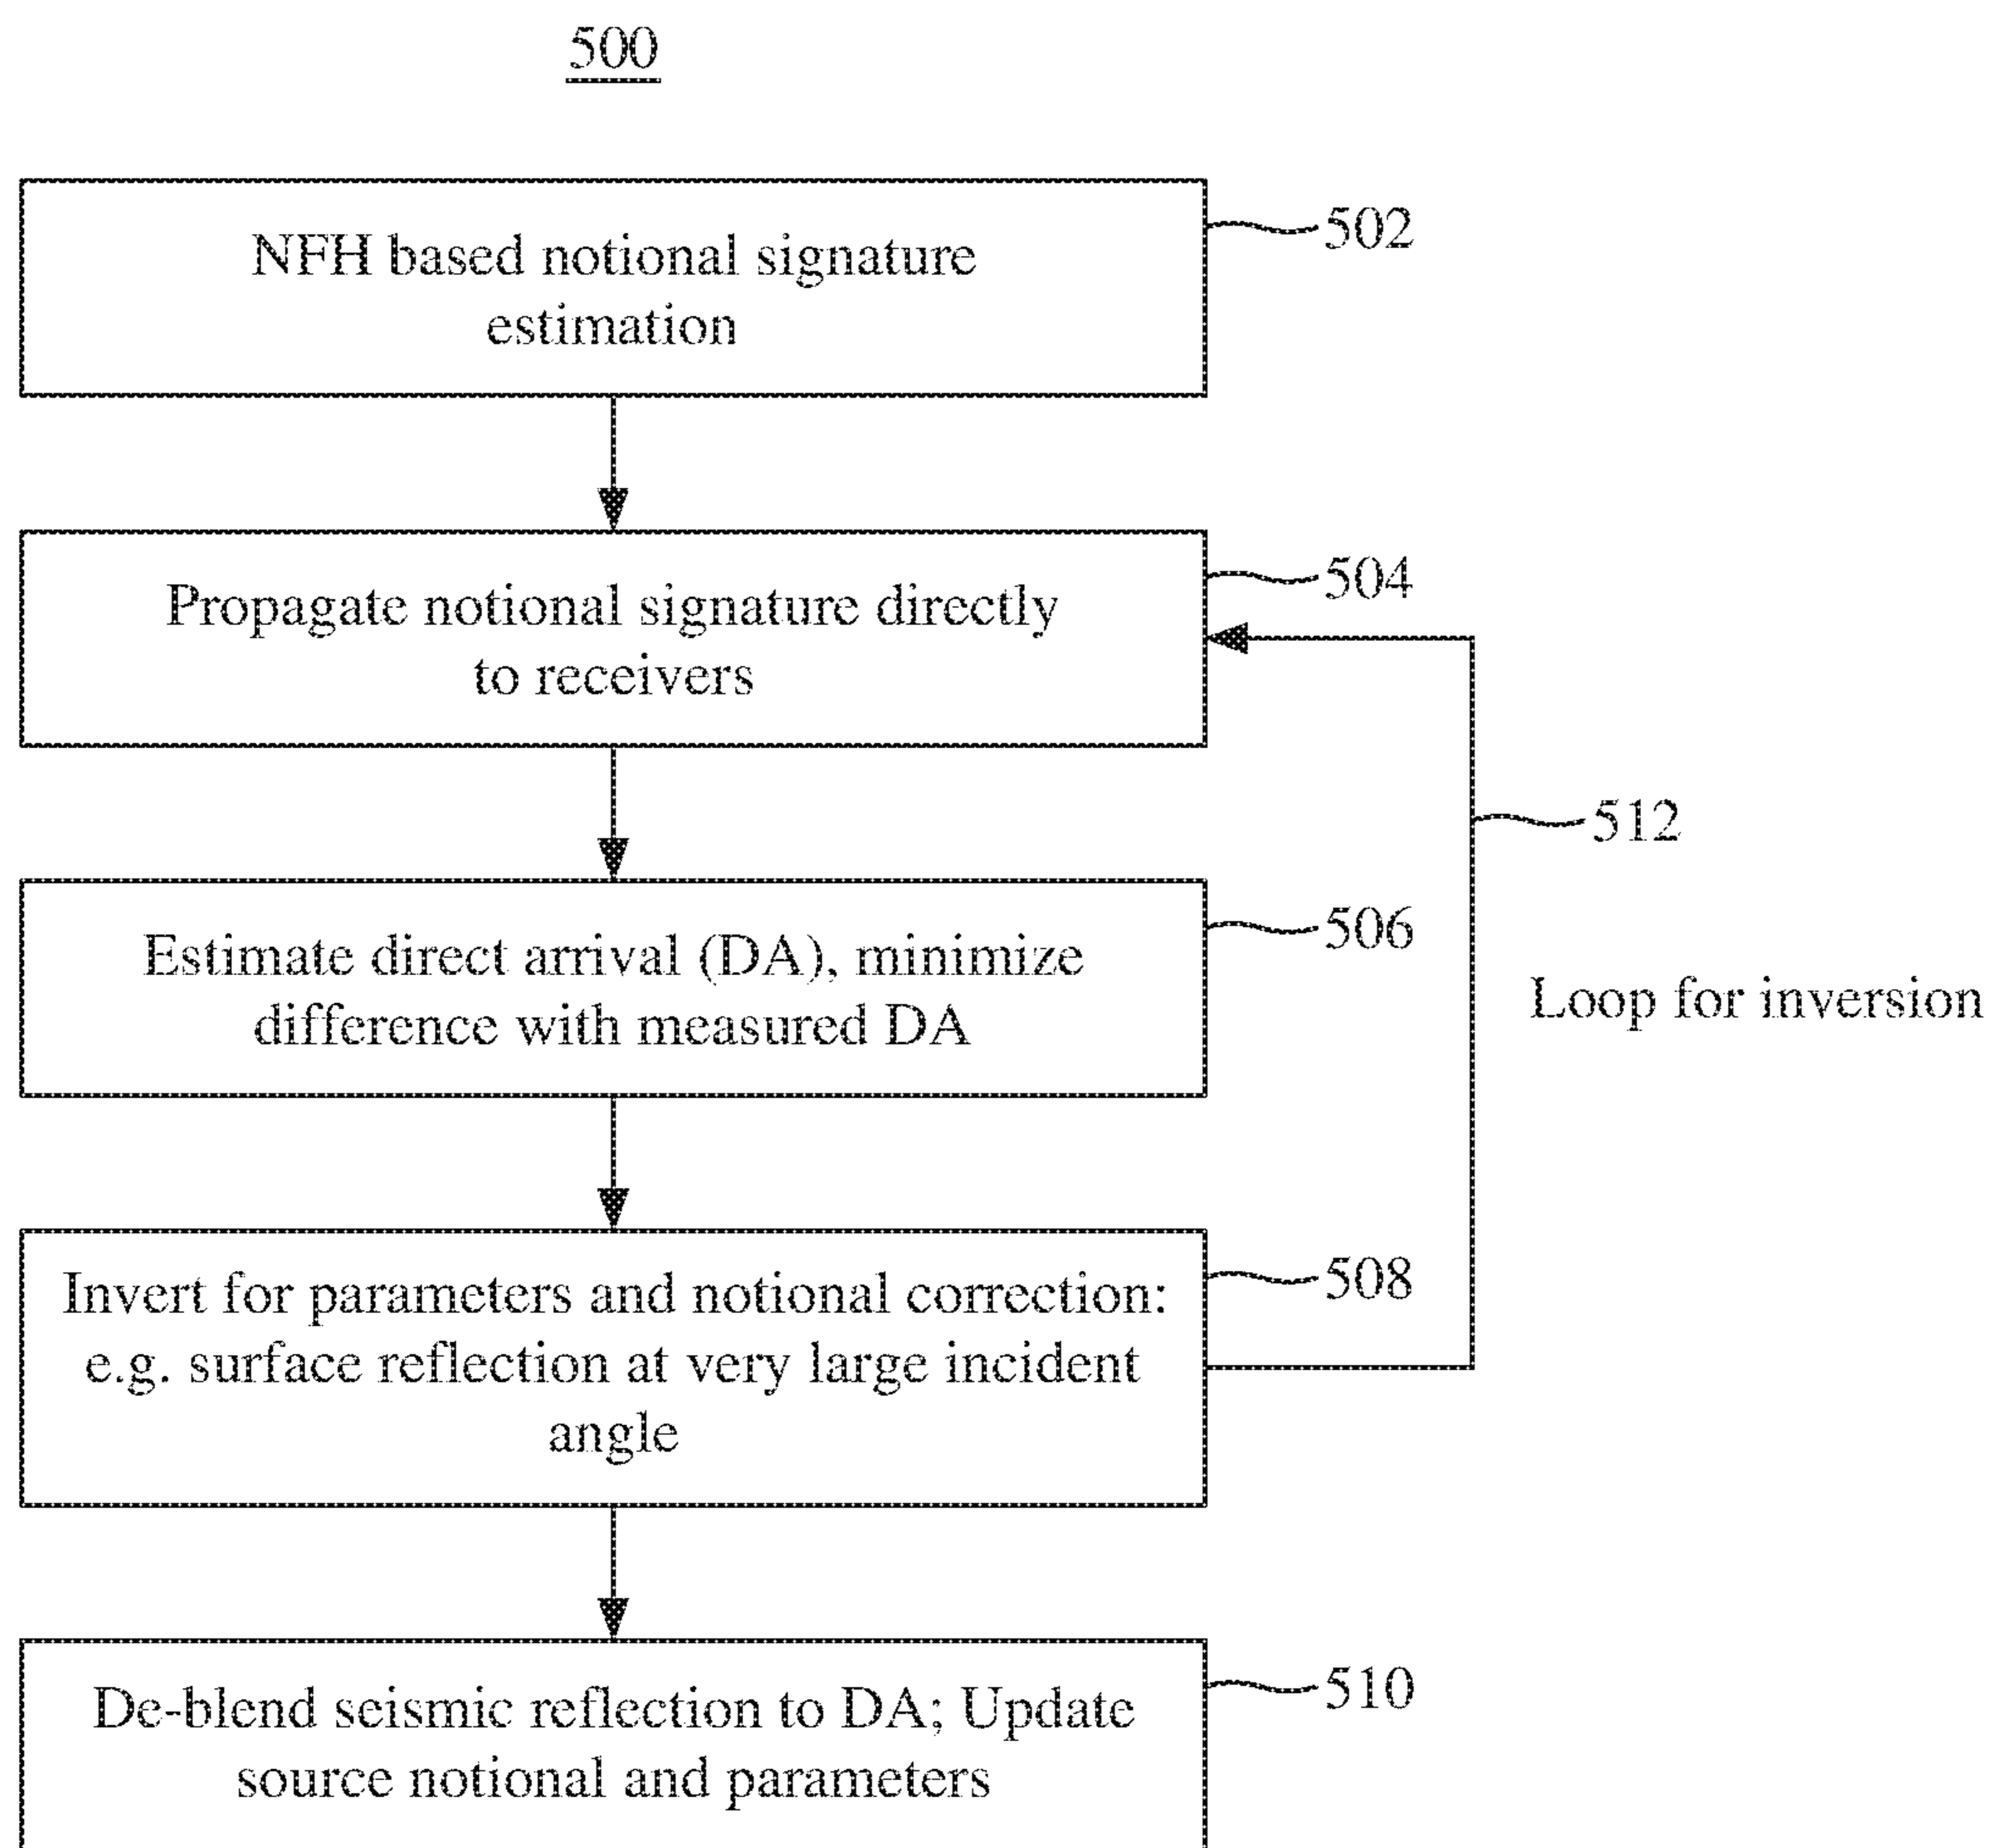 500
NFH based notional signature
estimation
502
Propagate notional signature directly
to receivers
504
512
Estimate direct arrival (DA), minimize
difference with measured DA
506
Loop for inversion
Invert for parameters and notional correction:
e.g. surface reflection at very large incident
angle
508
De-blend seismic reflection to DA; Update
source notional and parameters
510